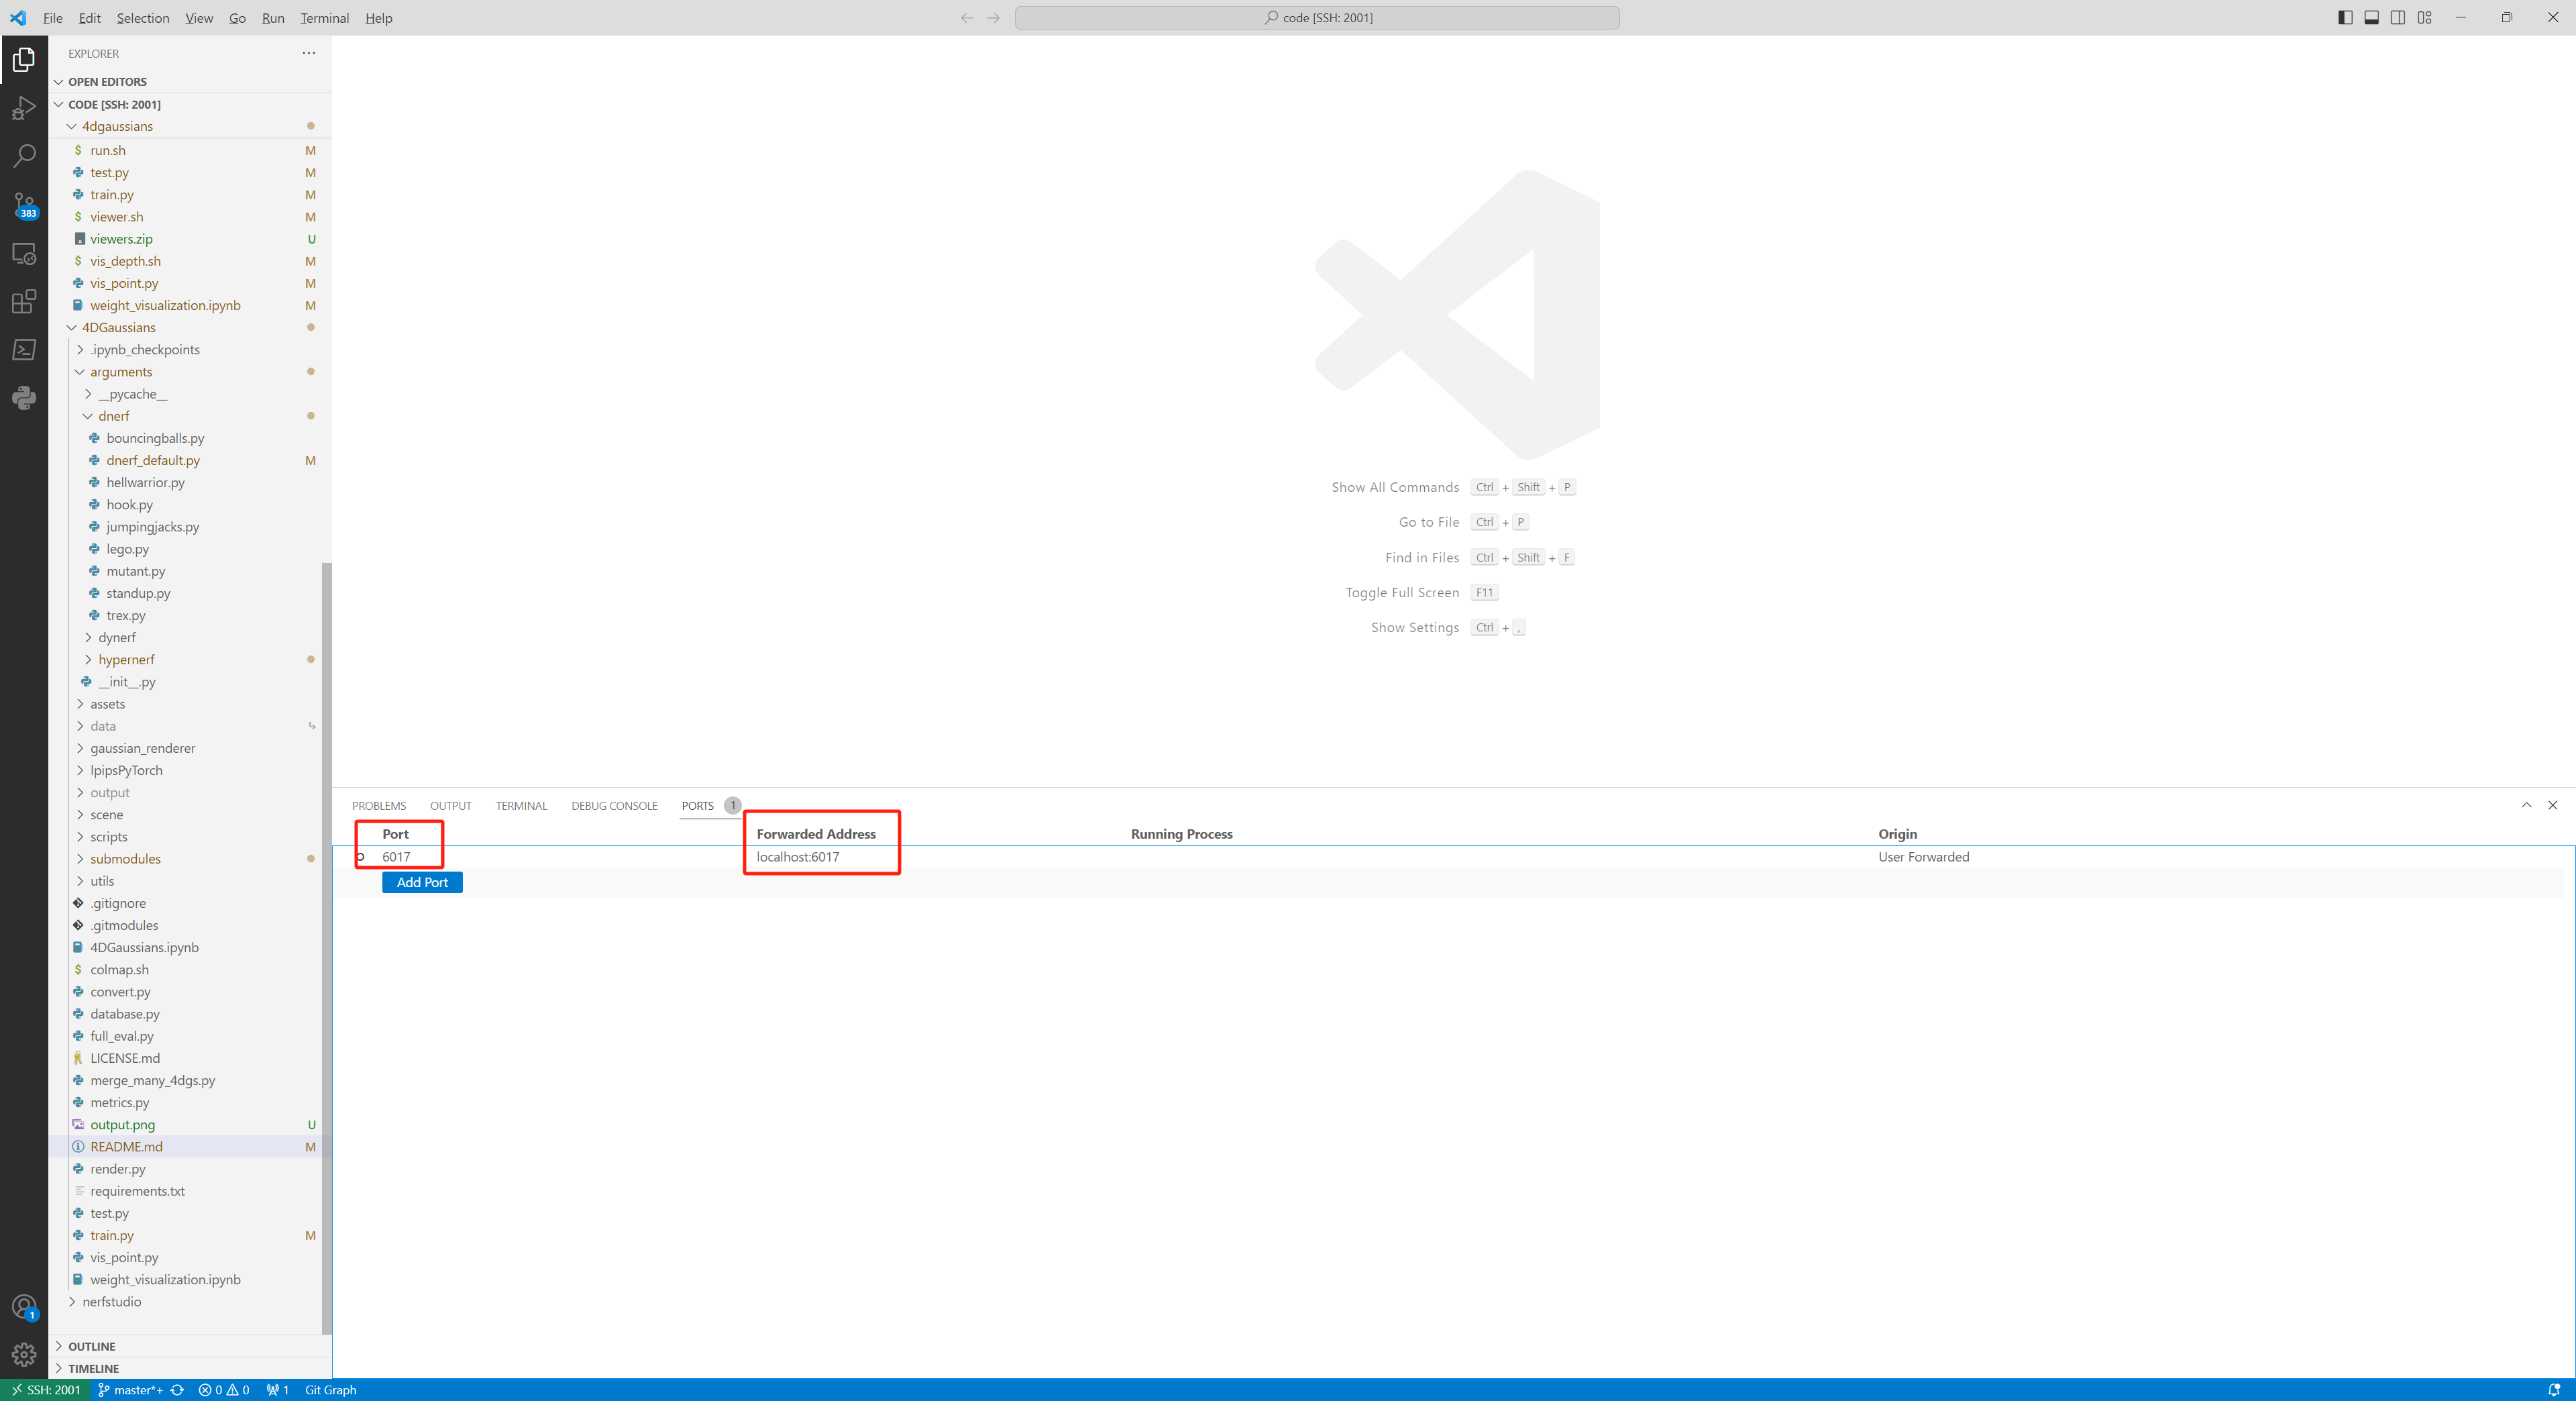 File Edit Selection View Go Run Terminal Help
code [SSH: 2001]
EXPLORER
OPEN EDITORS
CODE [SSH: 2001]
4dgaussians
run.sh M
test.py M
train.py M
viewer.sh M
viewers.zip U
vis_depth.sh M
vis_point.py M
weight_visualization.ipynb M
4DGaussians
.ipynb_checkpoints
arguments
__pycache__
dnerf
bouncingballs.py
dnerf_default.py M
hellwarrior.py
hook.py
jumpingjacks.py
lego.py
mutant.py
standup.py
trex.py
dynerf
hypernerf
__init__.py
assets
data
gaussian_renderer
lpipsPyTorch
output
scene
scripts
submodules
utils
.gitignore
.gitmodules
4DGaussians.ipynb
colmap.sh
convert.py
database.py
full_eval.py
LICENSE.md
merge_many_4dgs.py
metrics.py
output.png U
README.md M
render.py
requirements.txt
test.py
train.py M
vis_point.py
weight_visualization.ipynb
nerfstudio
OUTLINE
TIMELINE
383
1
Show All Commands Ctrl + Shift + P
Go to File Ctrl + P
Find in Files Ctrl + Shift + F
Toggle Full Screen F11
Show Settings Ctrl + ,
PROBLEMS OUTPUT TERMINAL DEBUG CONSOLE PORTS 1
Port Forwarded Address Running Process Origin
6017 localhost:6017 User Forwarded
Add Port
SSH: 2001 master*+ 0 0 1 Git Graph